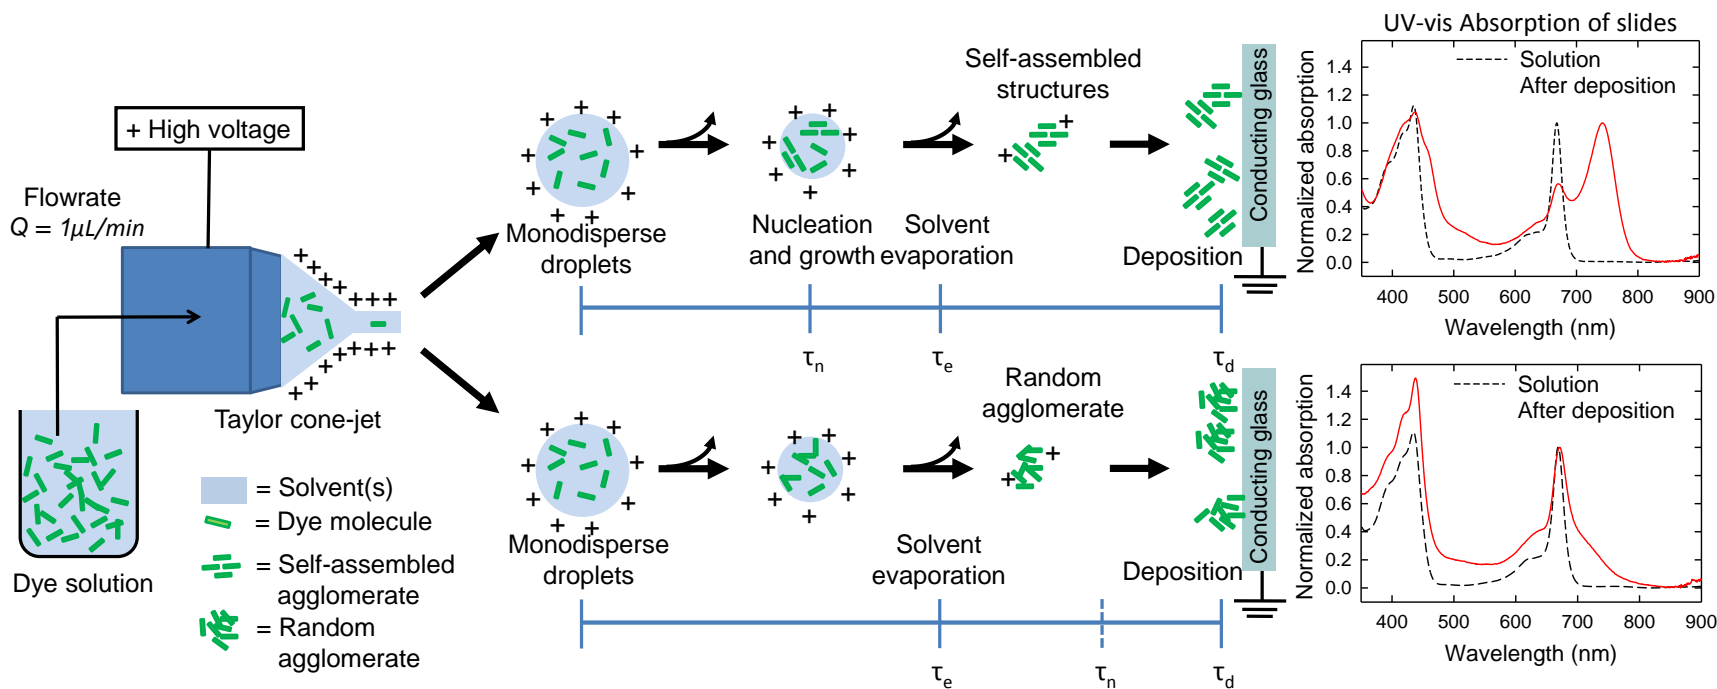 + High voltage
Flowrate
Q = 1µL/min
Taylor cone-jet
Dye solution
= Solvent(s)
= Dye molecule
= Self-assembled
agglomerate
= Random
agglomerate
Monodisperse
droplets
Nucleation
and growth
Solvent
evaporation
Self-assembled
structures
Deposition
Conducting glass
τn
τe
τd
Monodisperse
droplets
Solvent
evaporation
Random
agglomerate
Deposition
Conducting glass
τe
τn
τd
UV-vis Absorption of slides
Solution
After deposition
Normalized absorption
1.4
1.2
1.0
0.8
0.6
0.4
0.2
0.0
400 500 600 700 800 900
Wavelength (nm)
Solution
After deposition
Normalized absorption
1.4
1.2
1.0
0.8
0.6
0.4
0.2
0.0
400 500 600 700 800 900
Wavelength (nm)